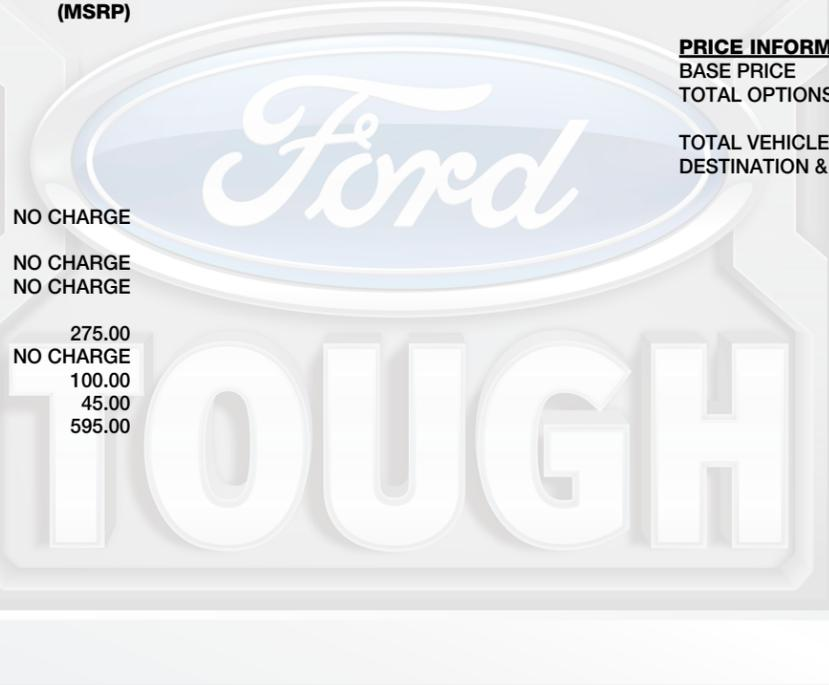 (MSRP)
NO CHARGE
NO CHARGE
NO CHARGE
275.00
NO CHARGE
100.00
45.00
595.00
PRICE INFORM
BASE PRICE
TOTAL OPTIONS
TOTAL VEHICLE
DESTINATION &
Ford
TOUGH